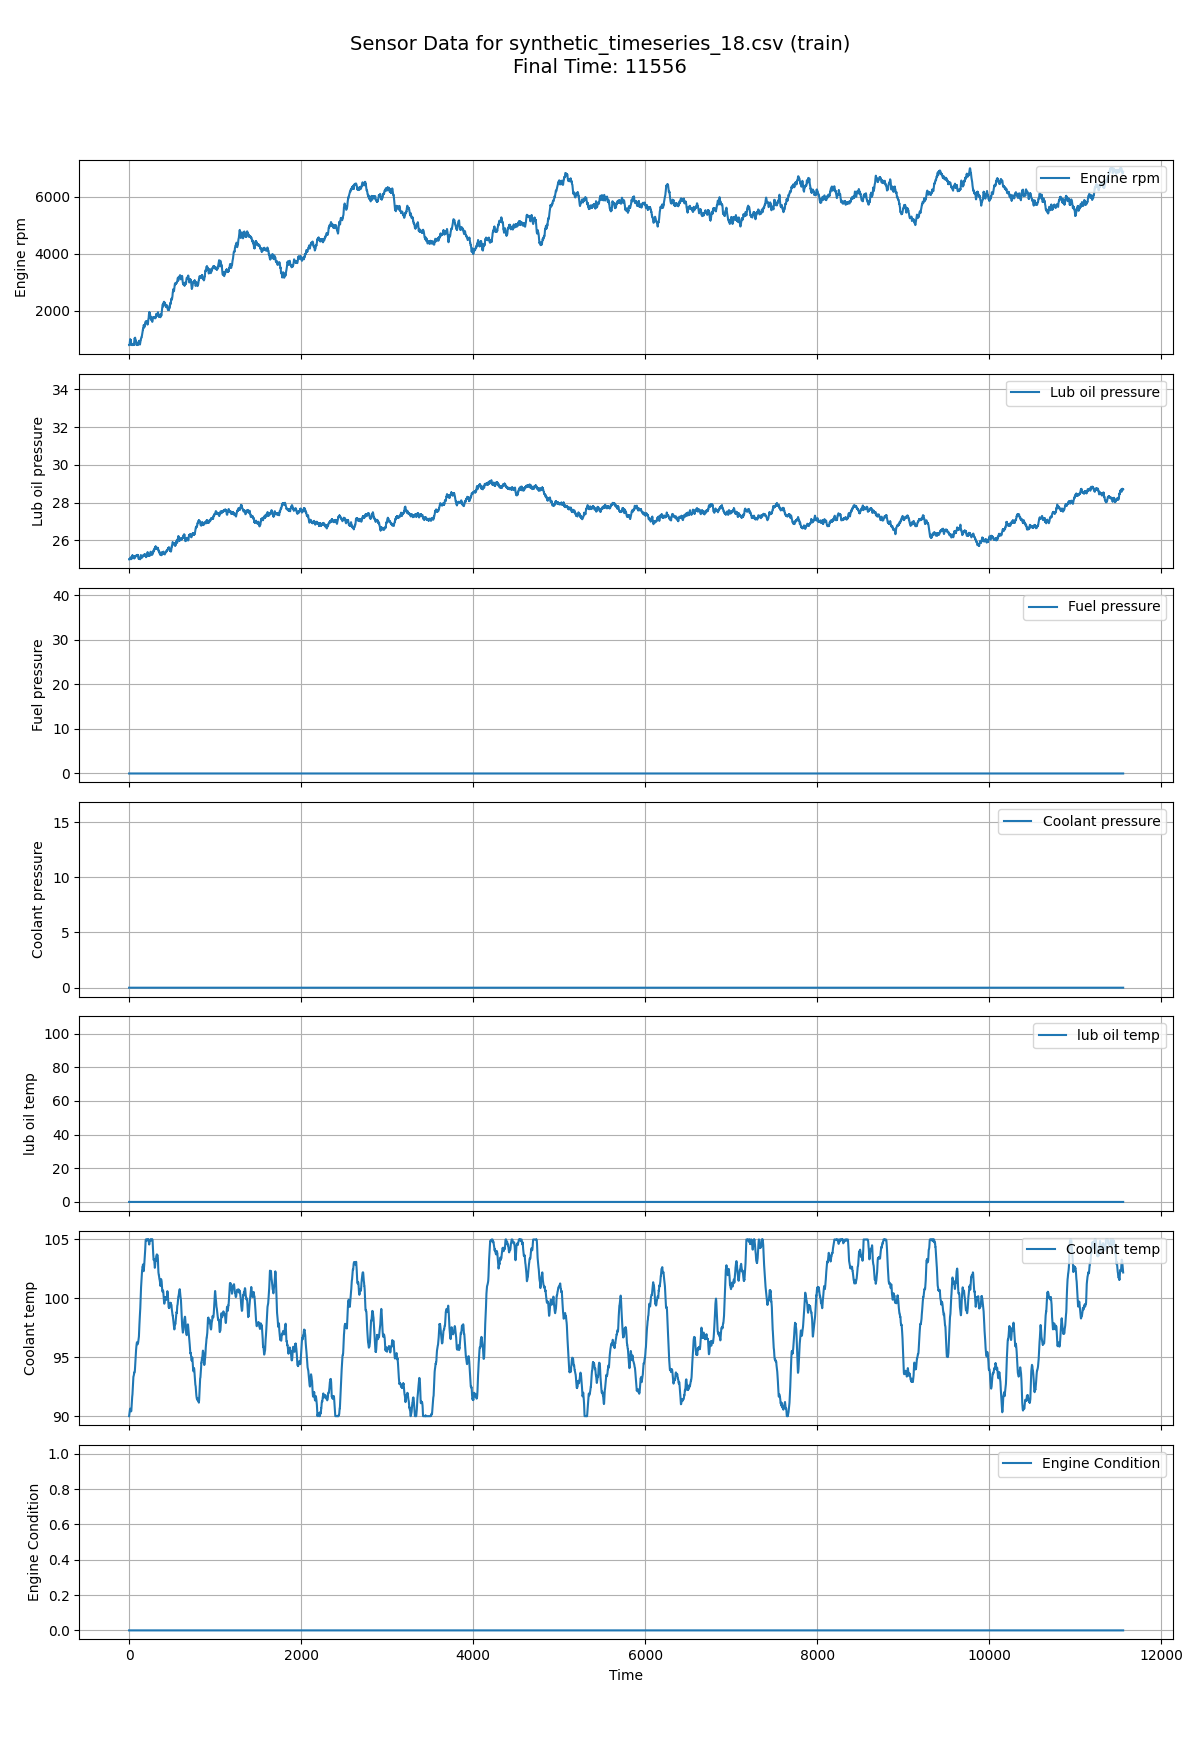 Sensor Data for synthetic_timeseries_18.csv (train)
Final Time: 11556
6000
4000
2000
Engine rpm
Engine rpm
34
32
30
28
26
Lub oil pressure
Lub oil pressure
40
30
20
10
0
Fuel pressure
Fuel pressure
15
10
5
0
Coolant pressure
Coolant pressure
100
80
60
40
20
0
lub oil temp
lub oil temp
105
100
95
90
Coolant temp
Coolant temp
1.0
0.8
0.6
0.4
0.2
0.0
Engine Condition
Engine Condition
0 2000 4000 6000 8000 10000 12000
Time